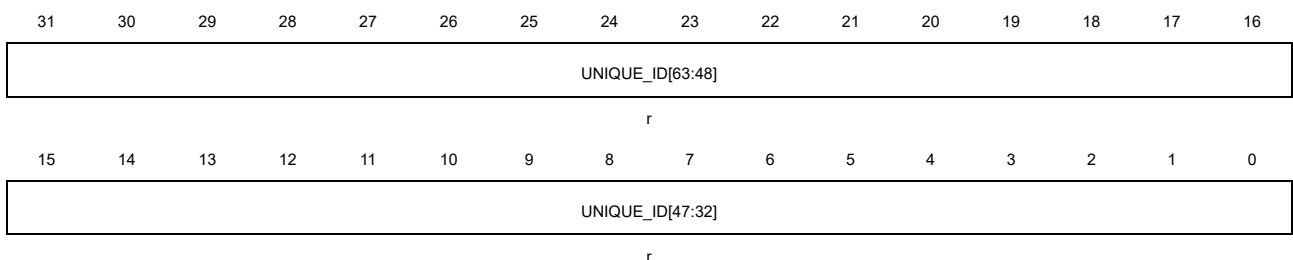 31 30 29 28 27 26 25 24 23 22 21 20 19 18 17 16
UNIQUE_ID[63:48]
r
15 14 13 12 11 10 9 8 7 6 5 4 3 2 1 0
UNIQUE_ID[47:32]
r